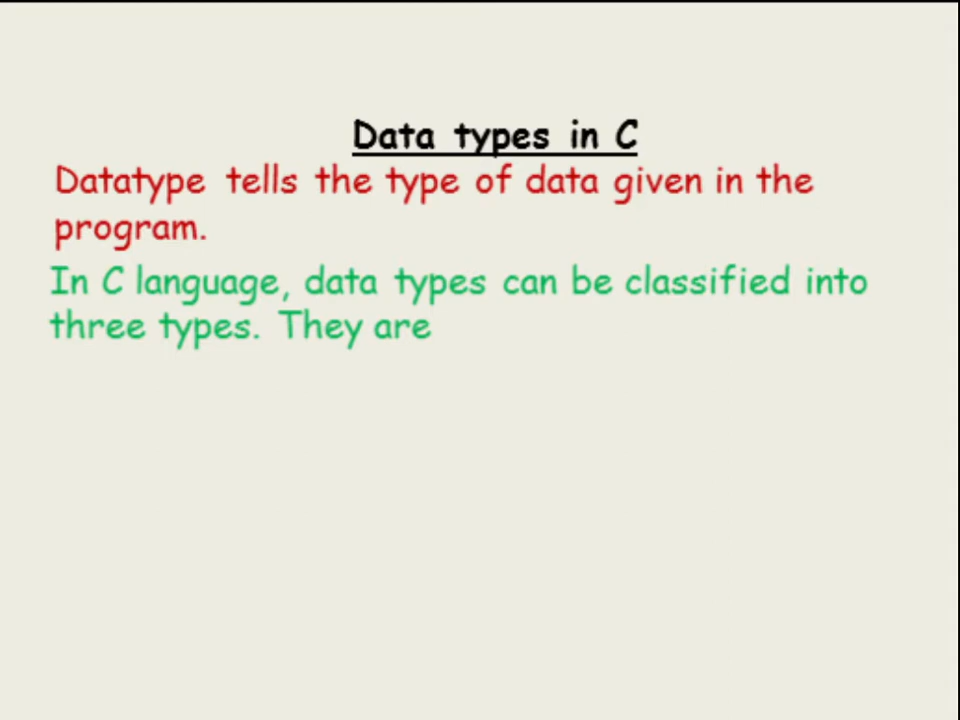 Data types in C
Datatype tells the type of data given in the
program.
In C language, data types can be classified into
three types. They are